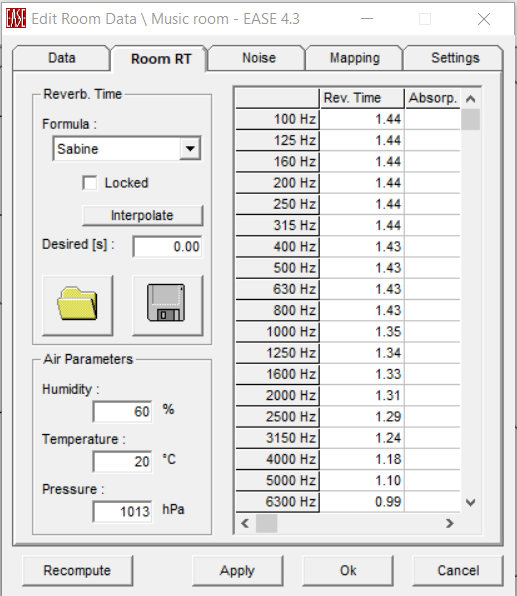 EASE Edit Room Data \ Music room - EASE 4.3
Data Room RT Noise Mapping Settings
Reverb. Time
Formula :
Sabine
Locked
Interpolate
Desired [s] : 0.00
Air Parameters
Humidity :
60 %
Temperature :
20 °C
Pressure :
1013 hPa
Rev. Time Absorp.
100 Hz 1.44
125 Hz 1.44
160 Hz 1.44
200 Hz 1.44
250 Hz 1.44
315 Hz 1.44
400 Hz 1.43
500 Hz 1.43
630 Hz 1.43
800 Hz 1.43
1000 Hz 1.35
1250 Hz 1.34
1600 Hz 1.33
2000 Hz 1.31
2500 Hz 1.29
3150 Hz 1.24
4000 Hz 1.18
5000 Hz 1.10
6300 Hz 0.99
Recompute Apply Ok Cancel